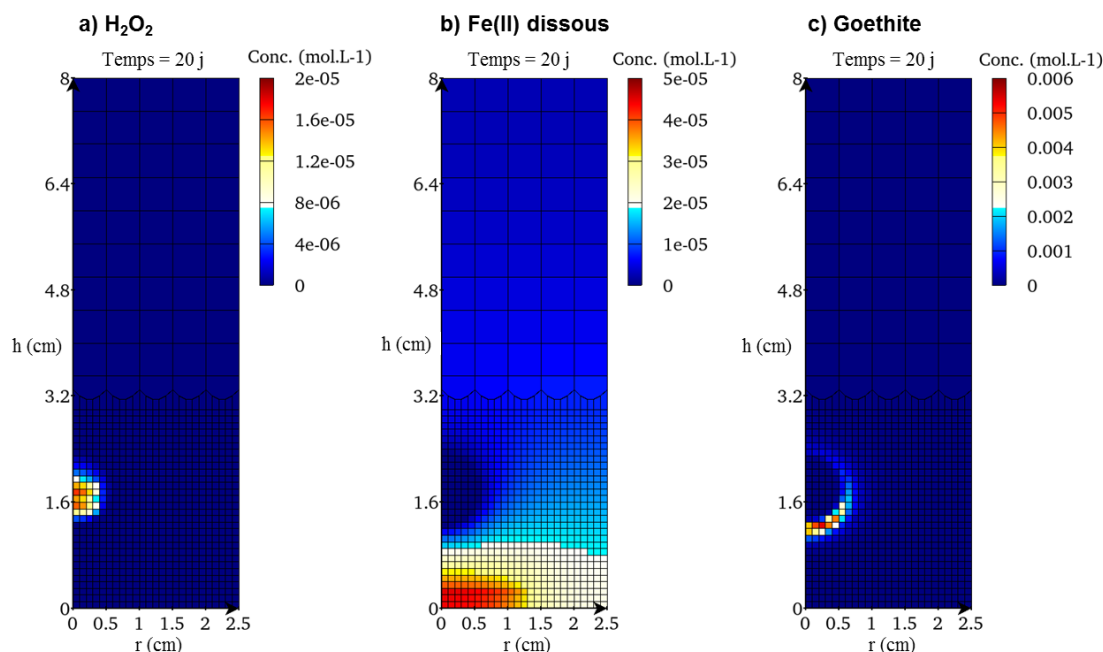 a) H₂O₂
Temps = 20 j
Conc. (mol.L-1)
8
6.4
4.8
h (cm)
3.2
1.6
0
0 0.5 1 1.5 2 2.5
r (cm)
2e-05
1.6e-05
1.2e-05
8e-06
4e-06
0
b) Fe(II) dissous
Temps = 20 j
Conc. (mol.L-1)
8
6.4
4.8
h (cm)
3.2
1.6
0
0 0.5 1 1.5 2 2.5
r (cm)
5e-05
4e-05
3e-05
2e-05
1e-05
0
c) Goethite
Temps = 20 j
Conc. (mol.L-1)
8
6.4
4.8
h (cm)
3.2
1.6
0
0 0.5 1 1.5 2 2.5
r (cm)
0.006
0.005
0.004
0.003
0.002
0.001
0